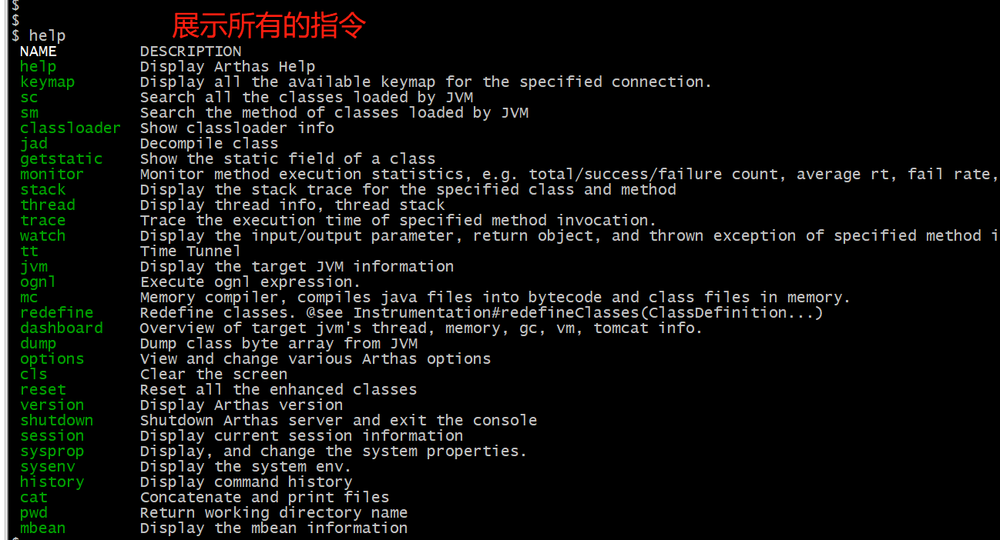 $
$
$ help
展示所有的指令
NAME DESCRIPTION
help Display Arthas Help
keymap Display all the available keymap for the specified connection.
sc Search all the classes loaded by JVM
sm Search the method of classes loaded by JVM
classloader Show classloader info
jad Decompile class
getstatic Show the static field of a class
monitor Monitor method execution statistics, e.g. total/success/failure count, average rt, fail rate,
stack Display the stack trace for the specified class and method
thread Display thread info, thread stack
trace Trace the execution time of specified method invocation.
watch Display the input/output parameter, return object, and thrown exception of specified method i
tt Time Tunnel
jvm Display the target JVM information
ognl Execute ognl expression.
mc Memory compiler, compiles java files into bytecode and class files in memory.
redefine Redefine classes. @see Instrumentation#redefineClasses(ClassDefinition...)
dashboard Overview of target jvm's thread, memory, gc, vm, tomcat info.
dump Dump class byte array from JVM
options View and change various Arthas options
cls Clear the screen
reset Reset all the enhanced classes
version Display Arthas version
shutdown Shutdown Arthas server and exit the console
session Display current session information
sysprop Display, and change the system properties.
sysenv Display the system env.
history Display command history
cat Concatenate and print files
pwd Return working directory name
mbean Display the mbean information